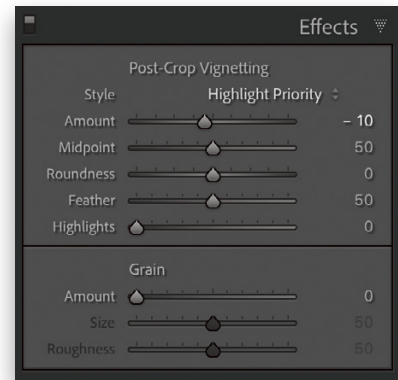 Effects
Post-Crop Vignetting
Style Highlight Priority
Amount – 10
Midpoint 50
Roundness 0
Feather 50
Highlights 0
Grain
Amount 0
Size 50
Roughness 50